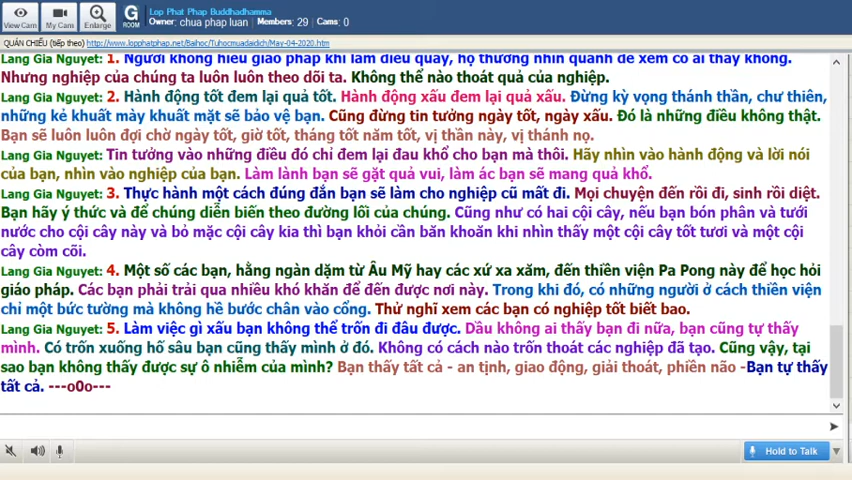 Lop Phat Phap Buddhadhamma
Owner: chua phap luan Members: 29 Cams: 0
View Cam
My Cam
Enlarge
G
ROOM
QUÁN CHIẾU (tiếp theo) http://www.lopphatphap.net/Baihoc/Tuhocmuadaidich/May-04-2020.htm
Lang Gia Nguyet: 1. Người không hiểu giáo pháp khi làm điều quấy, họ thường nhìn quanh để xem có ai thấy không.
Nhưng nghiệp của chúng ta luôn luôn theo dõi ta. Không thể nào thoát quả của nghiệp.
Lang Gia Nguyet: 2. Hành động tốt đem lại quả tốt. Hành động xấu đem lại quả xấu. Đừng kỳ vọng thánh thần, chư thiên,
những kẻ khuất mày khuất mặt sẽ bảo vệ bạn. Cũng đừng tin tưởng ngày tốt, ngày xấu. Đó là những điều không thật.
Bạn sẽ luôn luôn đợi chờ ngày tốt, giờ tốt, tháng tốt năm tốt, vị thần này, vị thánh nọ.
Lang Gia Nguyet: Tin tưởng vào những điều đó chỉ đem lại đau khổ cho bạn mà thôi. Hãy nhìn vào hành động và lời nói
của bạn, nhìn vào nghiệp của bạn. Làm lành bạn sẽ gặt quả vui, làm ác bạn sẽ mang quả khổ.
Lang Gia Nguyet: 3. Thực hành một cách đúng đắn bạn sẽ làm cho nghiệp cũ mất đi. Mọi chuyện đến rồi đi, sinh rồi diệt.
Bạn hãy ý thức và để chúng diễn biến theo đường lối của chúng. Cũng như có hai cội cây, nếu bạn bón phân và tưới
nước cho cội cây này và bỏ mặc cội cây kia thì bạn khỏi cần băn khoăn khi nhìn thấy một cội cây tốt tươi và một cội
cây còm cõi.
Lang Gia Nguyet: 4. Một số các bạn, hằng ngàn dặm từ Âu Mỹ hay các xứ xa xăm, đến thiền viện Pa Pong này để học hỏi
giáo pháp. Các bạn phải trải qua nhiều khó khăn để đến được nơi này. Trong khi đó, có những người ở cách thiền viện
chỉ một bức tường mà không hề bước chân vào cổng. Thử nghĩ xem các bạn có nghiệp tốt biết bao.
Lang Gia Nguyet: 5. Làm việc gì xấu bạn không thể trốn đi đâu được. Dầu không ai thấy bạn đi nữa, bạn cũng tự thấy
mình. Có trốn xuống hố sâu bạn cũng thấy mình ở đó. Không có cách nào trốn thoát các nghiệp đã tạo. Cũng vậy, tại
sao bạn không thấy được sự ô nhiễm của mình? Bạn thấy tất cả - an tịnh, giao động, giải thoát, phiền não -Bạn tự thấy
tất cả. ---o0o---
Hold to Talk